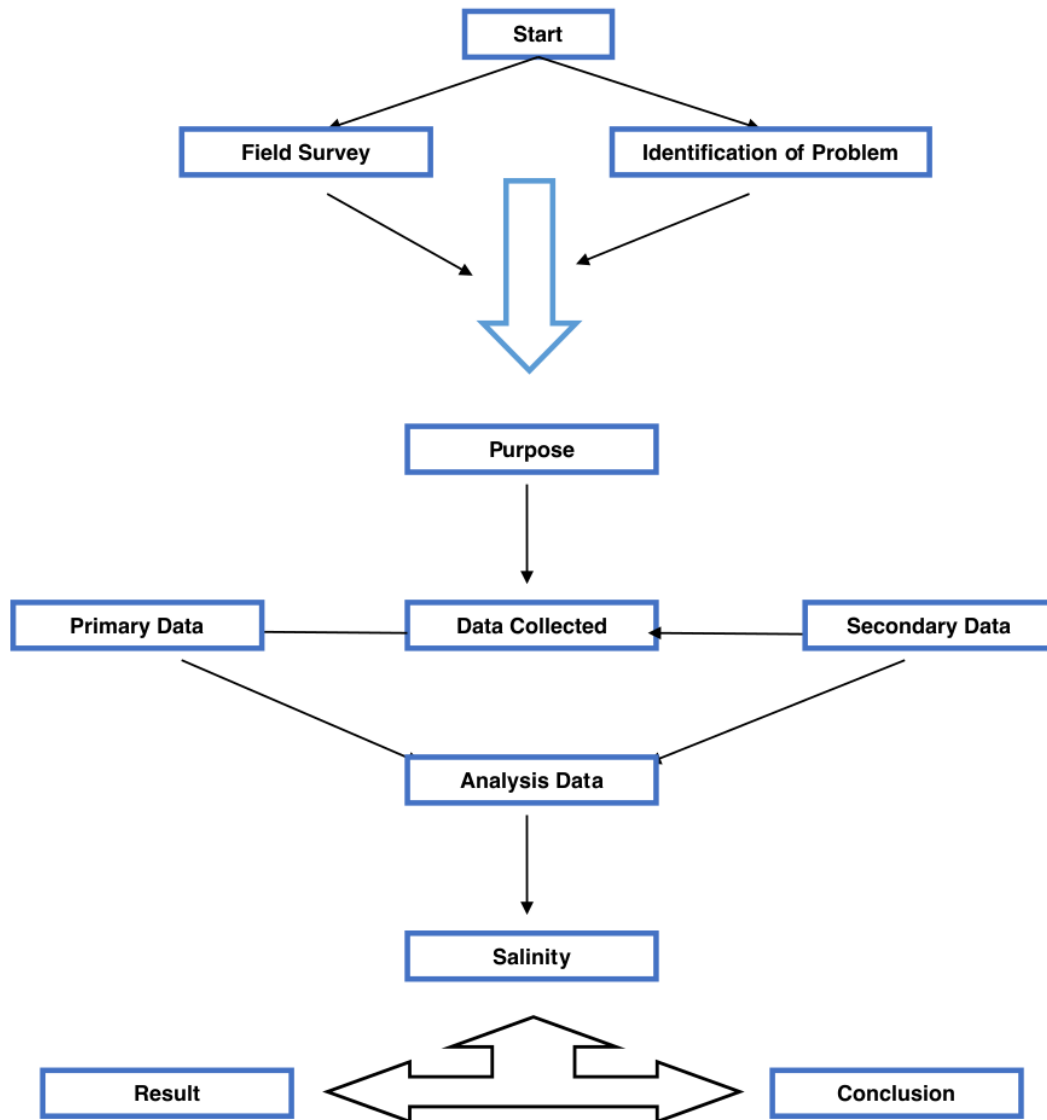 Start
Field Survey
Identification of Problem
Purpose
Primary Data
Data Collected
Secondary Data
Analysis Data
Salinity
Result
Conclusion